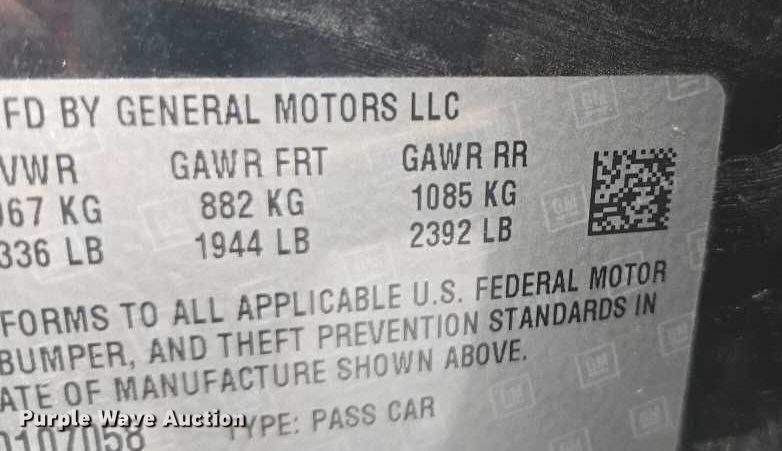 FD BY GENERAL MOTORS LLC
VWR GAWR FRT GAWR RR
967 KG 882 KG 1085 KG
336 LB 1944 LB 2392 LB
FORMS TO ALL APPLICABLE U.S. FEDERAL MOTOR
BUMPER, AND THEFT PREVENTION STANDARDS IN
ATE OF MANUFACTURE SHOWN ABOVE.
0107058 TYPE: PASS CAR
Purple Wave Auction